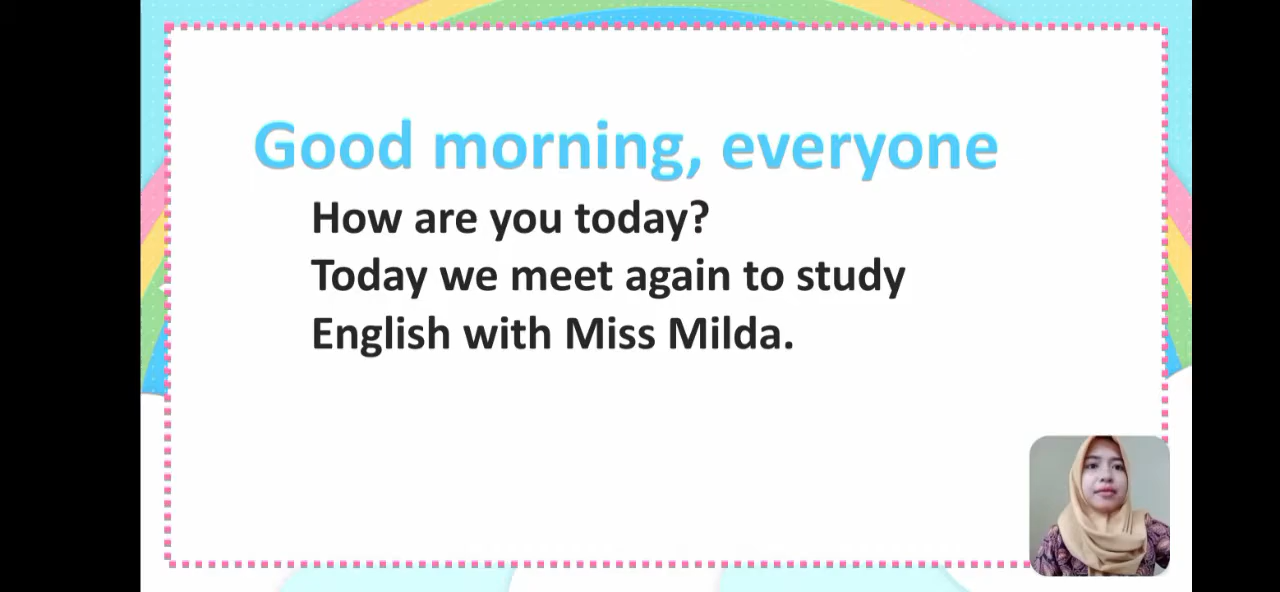 Good morning, everyone
How are you today?
Today we meet again to study
English with Miss Milda.